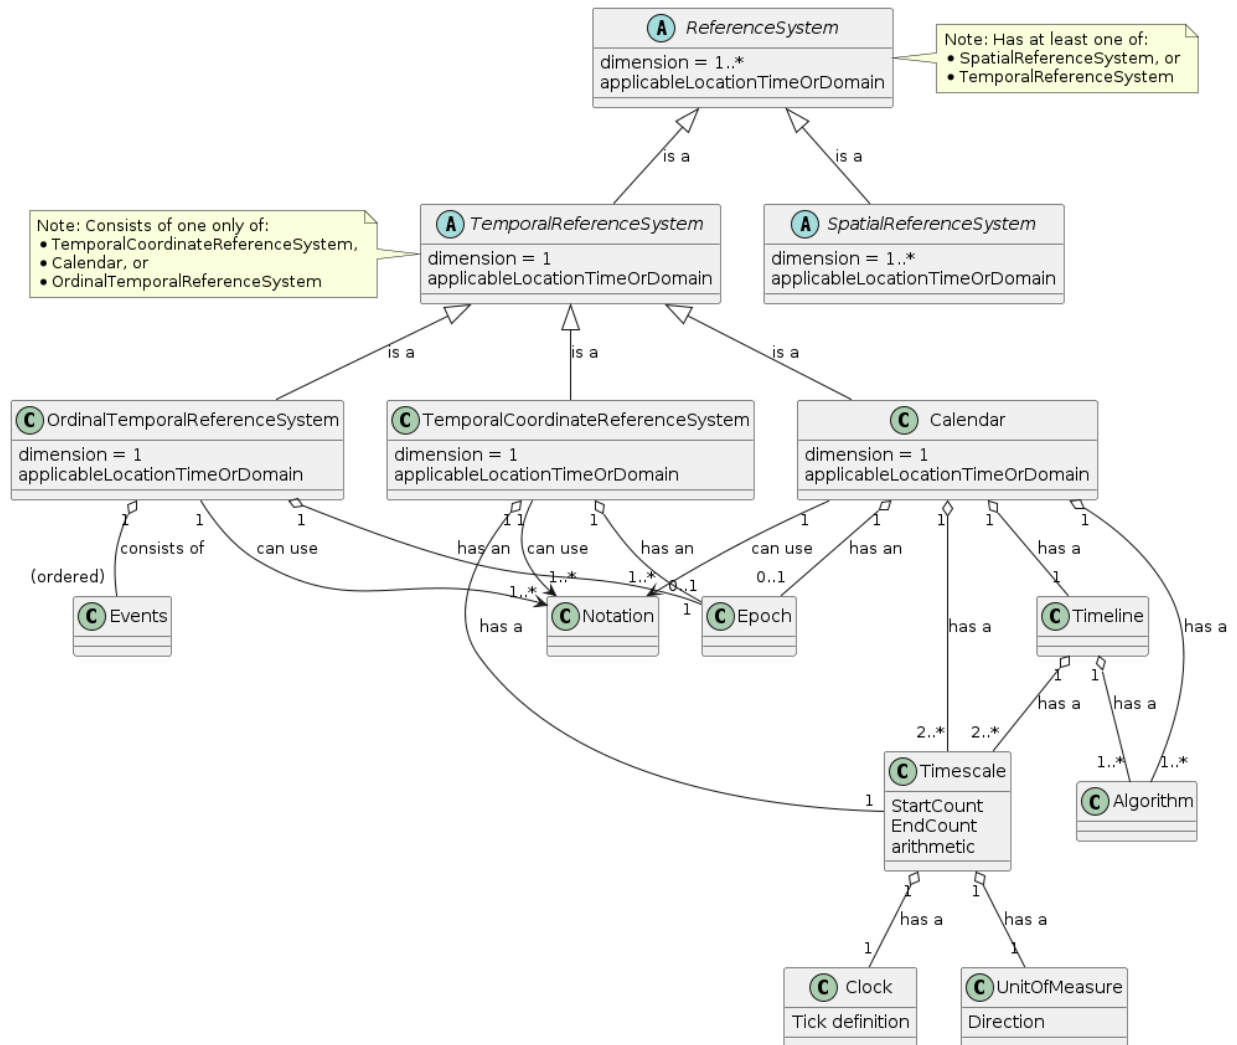 A ReferenceSystem
dimension = 1..*
applicableLocationTimeOrDomain
Note: Has at least one of:
• SpatialReferenceSystem, or
• TemporalReferenceSystem
is a
is a
Note: Consists of one only of:
• TemporalCoordinateReferenceSystem,
• Calendar, or
• OrdinalTemporalReferenceSystem
A TemporalReferenceSystem
dimension = 1
applicableLocationTimeOrDomain
A SpatialReferenceSystem
dimension = 1..*
applicableLocationTimeOrDomain
is a
is a
is a
C OrdinalTemporalReferenceSystem
dimension = 1
applicableLocationTimeOrDomain
C TemporalCoordinateReferenceSystem
dimension = 1
applicableLocationTimeOrDomain
C Calendar
dimension = 1
applicableLocationTimeOrDomain
1
1
1
1
1
1
1
1
1
1
1
consists of
can use
has an
can use
has an
can use
has an
has a
(ordered)
1..*
1..*
1..*
0..1
1
0..1
1
C Events
C Notation
C Epoch
C Timeline
has a
has a
has a
1
1
has a
has a
2..*
2..*
1..*
1..*
1
C Timescale
StartCount
EndCount
arithmetic
C Algorithm
1
1
has a
has a
1
1
C Clock
Tick definition
C UnitOfMeasure
Direction